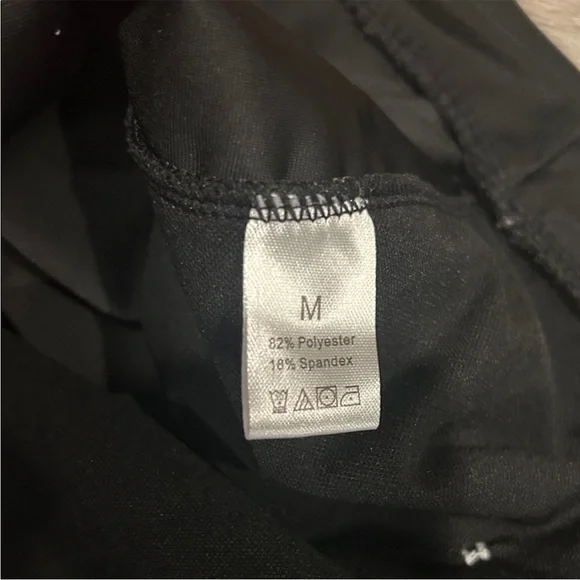 M
82% Polyester
18% Spandex